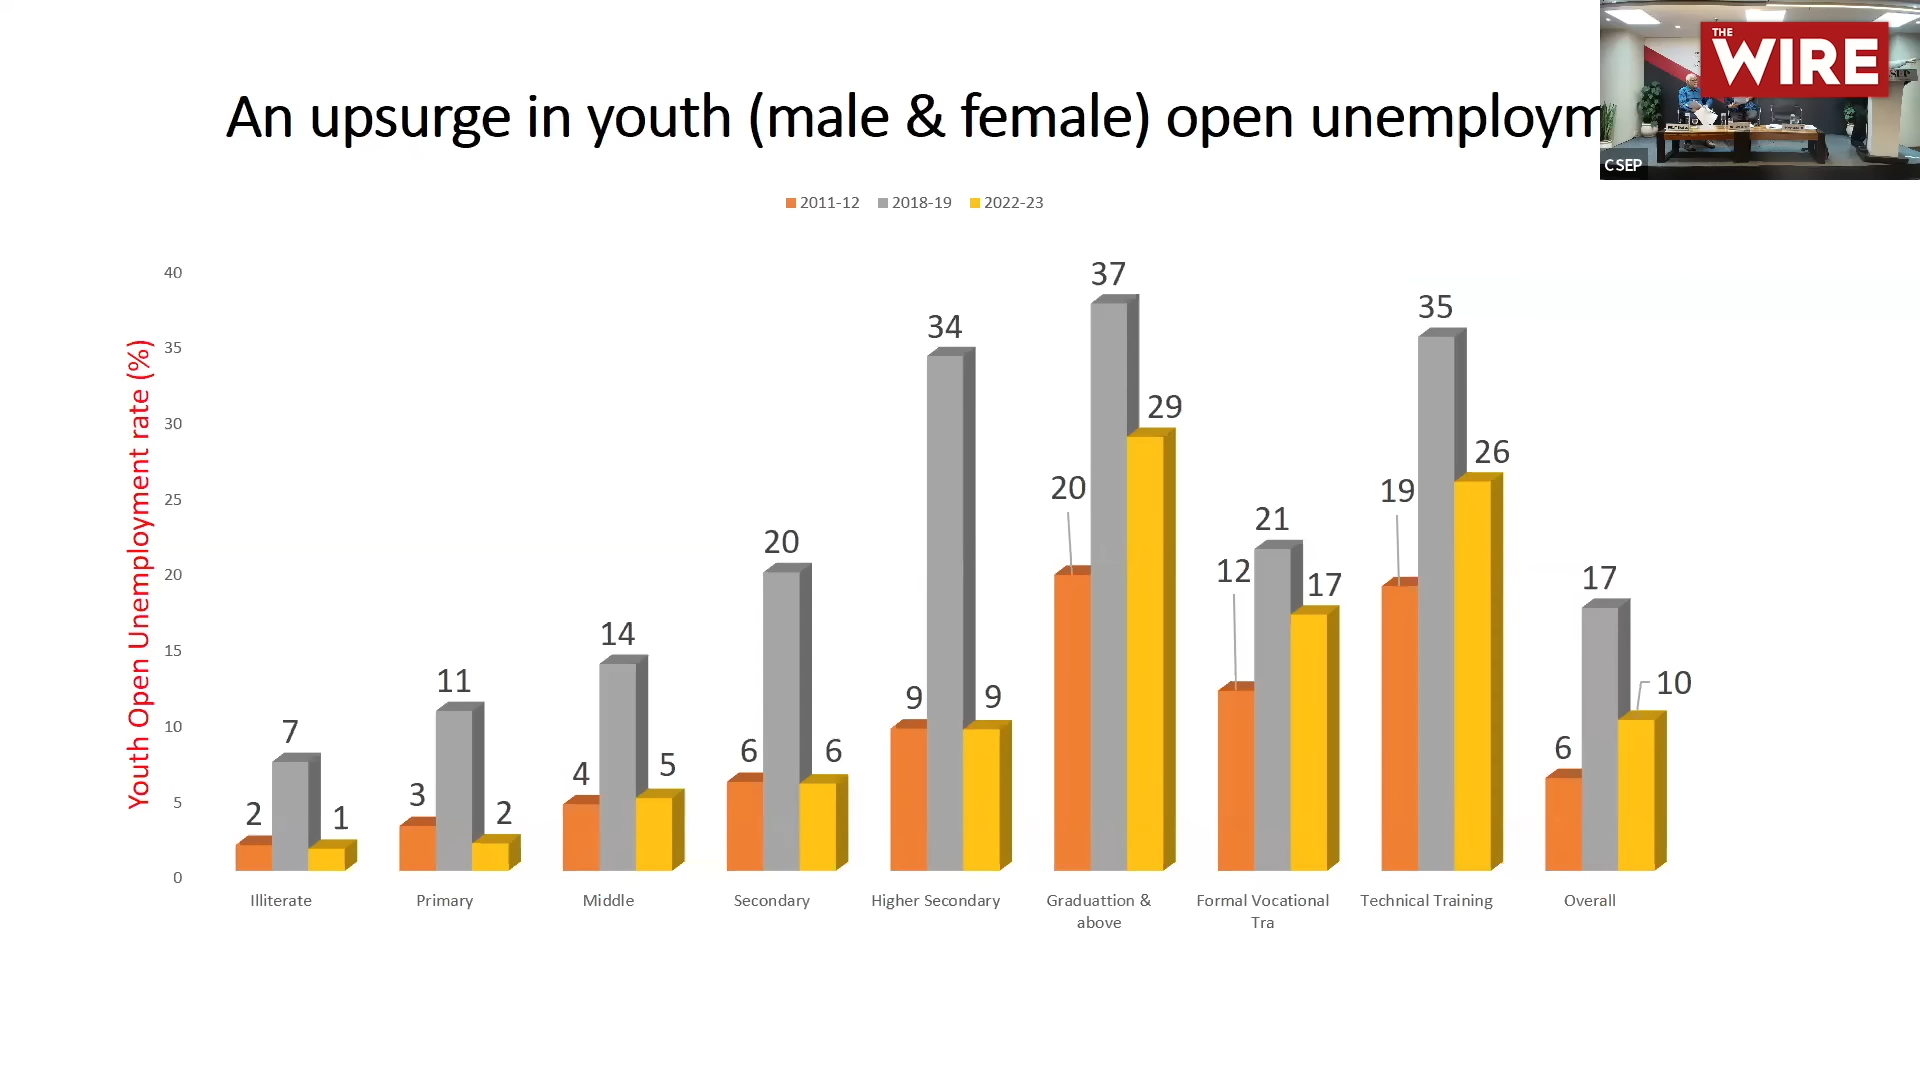 THE
WIRE
An upsurge in youth (male & female) open unemploym
CSEP
2011-12 2018-19 2022-23
Youth Open Unemployment rate (%)
40
35
30
25
20
15
10
5
0
2 7 1
3 11 2
4 14 5
6 20 6
9 34 9
20 37 29
12 21 17
19 35 26
6 17 10
Illiterate
Primary
Middle
Secondary
Higher Secondary
Graduattion &
above
Formal Vocational
Tra
Technical Training
Overall